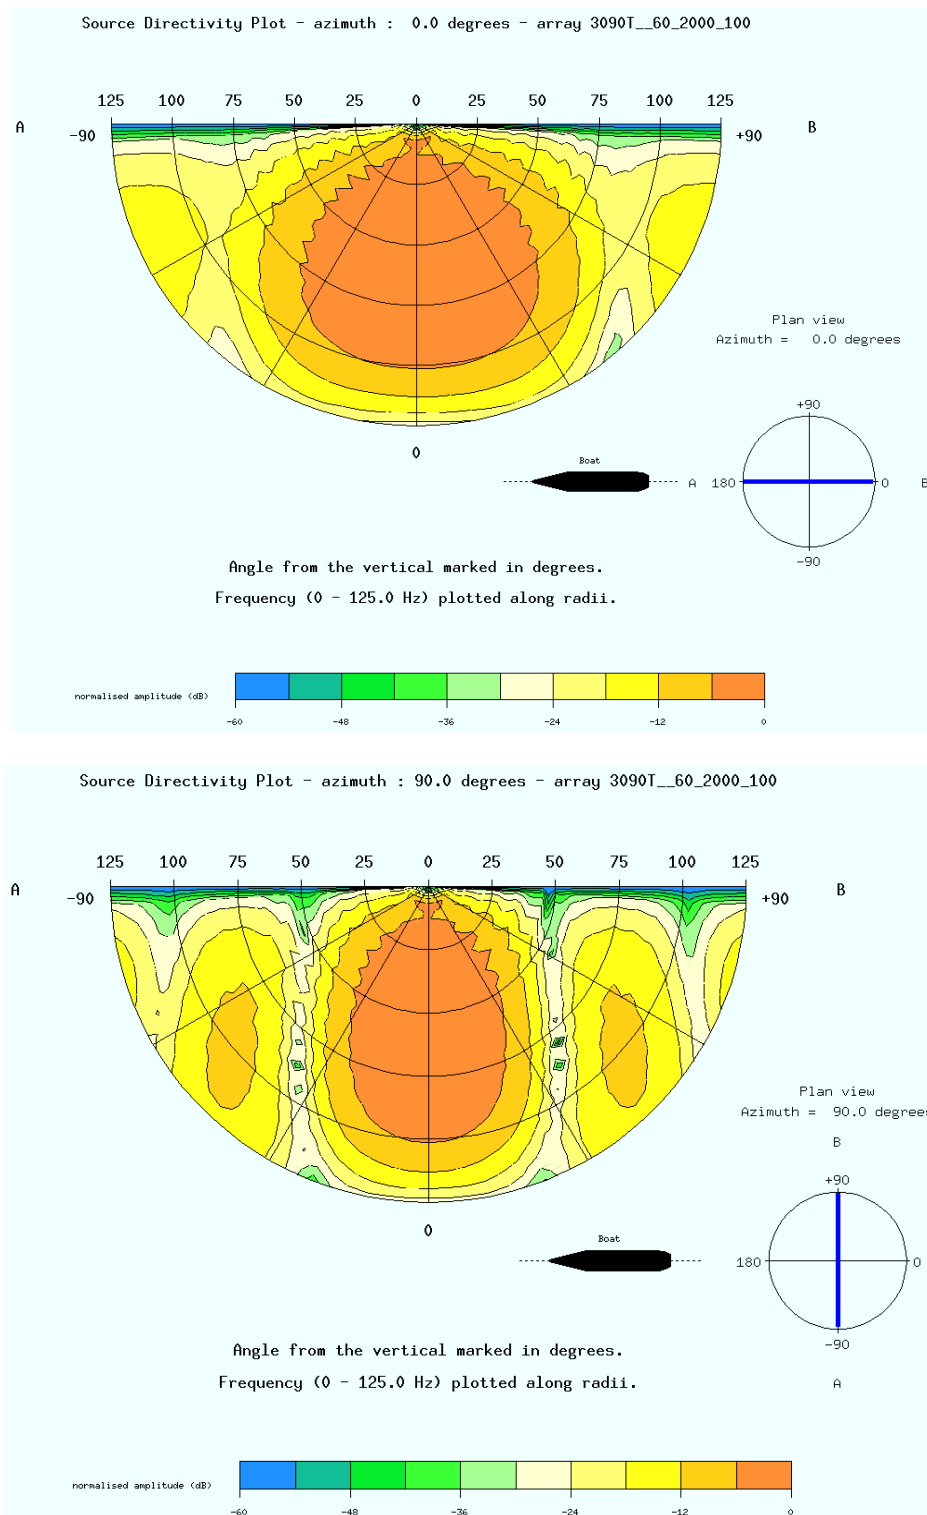 Source Directivity Plot - azimuth :  0.0 degrees - array 3090T__60_2000_100
125 100 75 50 25 0 25 50 75 100 125
A B
-90 +90
Plan view
Azimuth =   0.0 degrees
0
+90
Boat
A 180 0 B
-90
Angle from the vertical marked in degrees.
Frequency (0 - 125.0 Hz) plotted along radii.
normalised amplitude (dB)
-60 -48 -36 -24 -12 0
Source Directivity Plot - azimuth : 90.0 degrees - array 3090T__60_2000_100
125 100 75 50 25 0 25 50 75 100 125
A B
-90 +90
Plan view
Azimuth =  90.0 degrees
B
+90
0
Boat
180 0
-90
Angle from the vertical marked in degrees.
Frequency (0 - 125.0 Hz) plotted along radii.
A
normalised amplitude (dB)
-60 -48 -36 -24 -12 0